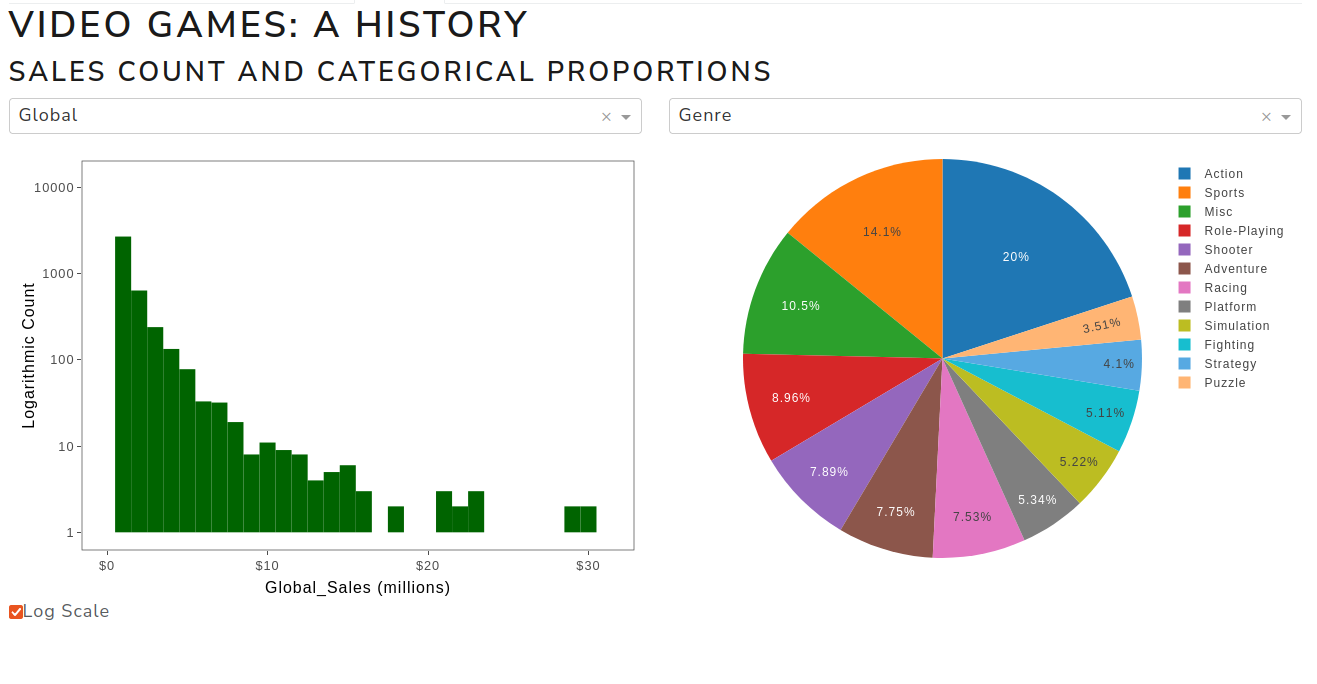 VIDEO GAMES: A HISTORY
SALES COUNT AND CATEGORICAL PROPORTIONS
Global × 
Genre ×
10000
1000
100
10
1
Logarithmic Count
$0 $10 $20 $30
Global_Sales (millions)
Log Scale
20%
14.1%
10.5%
8.96%
7.89%
7.75%
7.53%
5.34%
5.22%
5.11%
4.1%
3.51%
Action
Sports
Misc
Role-Playing
Shooter
Adventure
Racing
Platform
Simulation
Fighting
Strategy
Puzzle